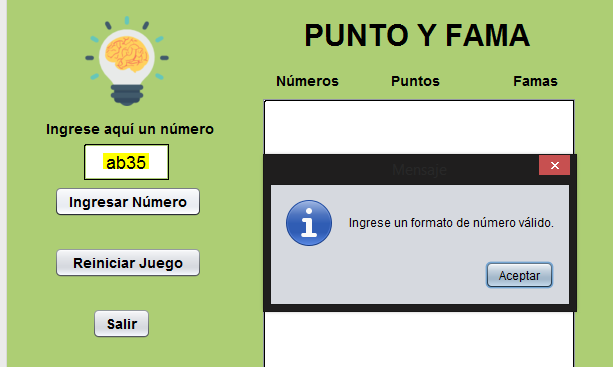 PUNTO Y FAMA
Números Puntos Famas
Ingrese aquí un número
ab35
Ingresar Número
Reiniciar Juego
Salir
Mensaje
Ingrese un formato de número válido.
Aceptar